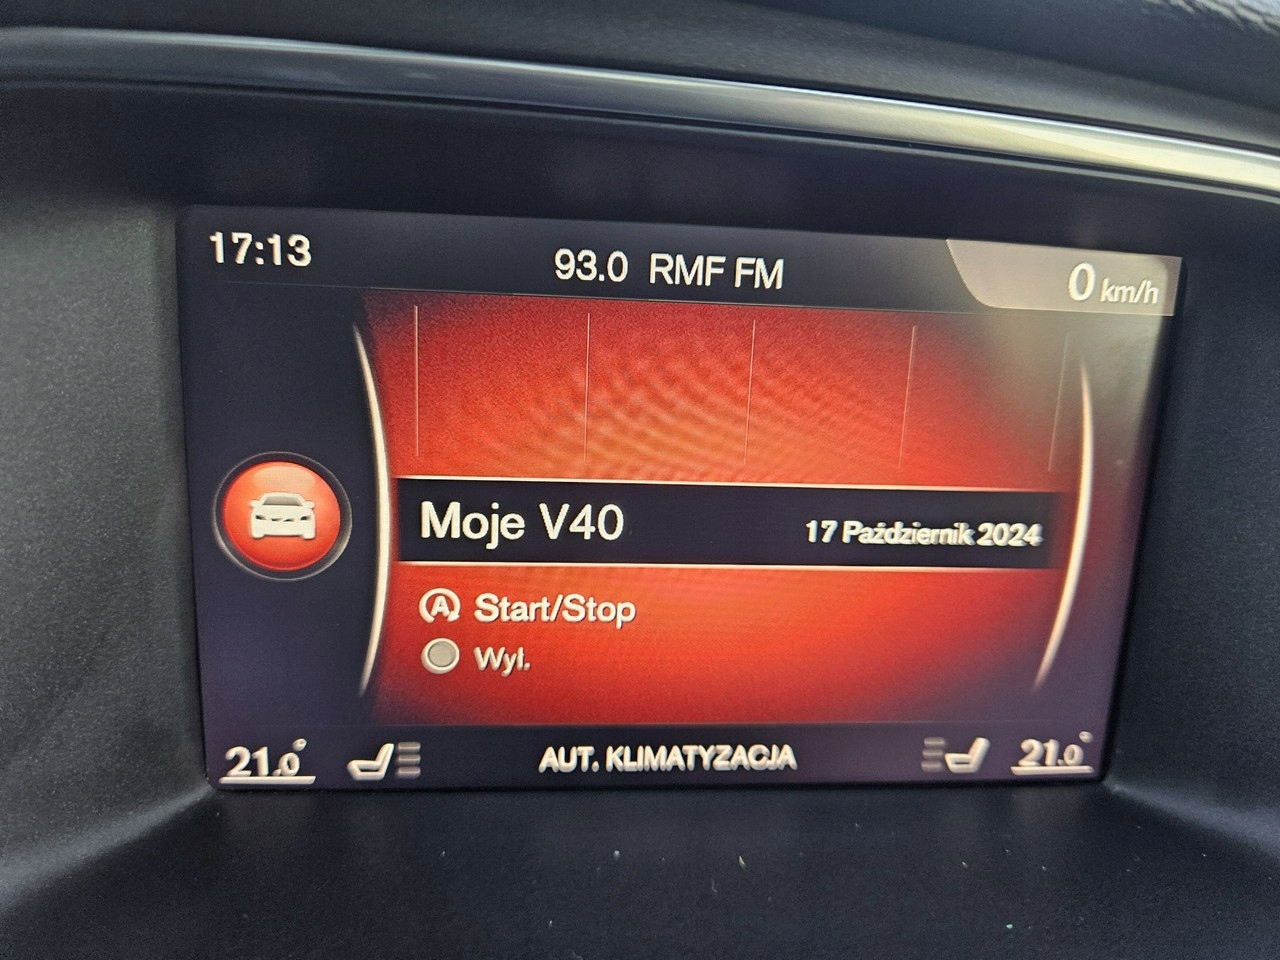 17:13
93.0 RMF FM
0 km/h
Moje V40
17 Październik 2024
A Start/Stop
Wył.
21.0°
AUT. KLIMATYZACJA
21.0°